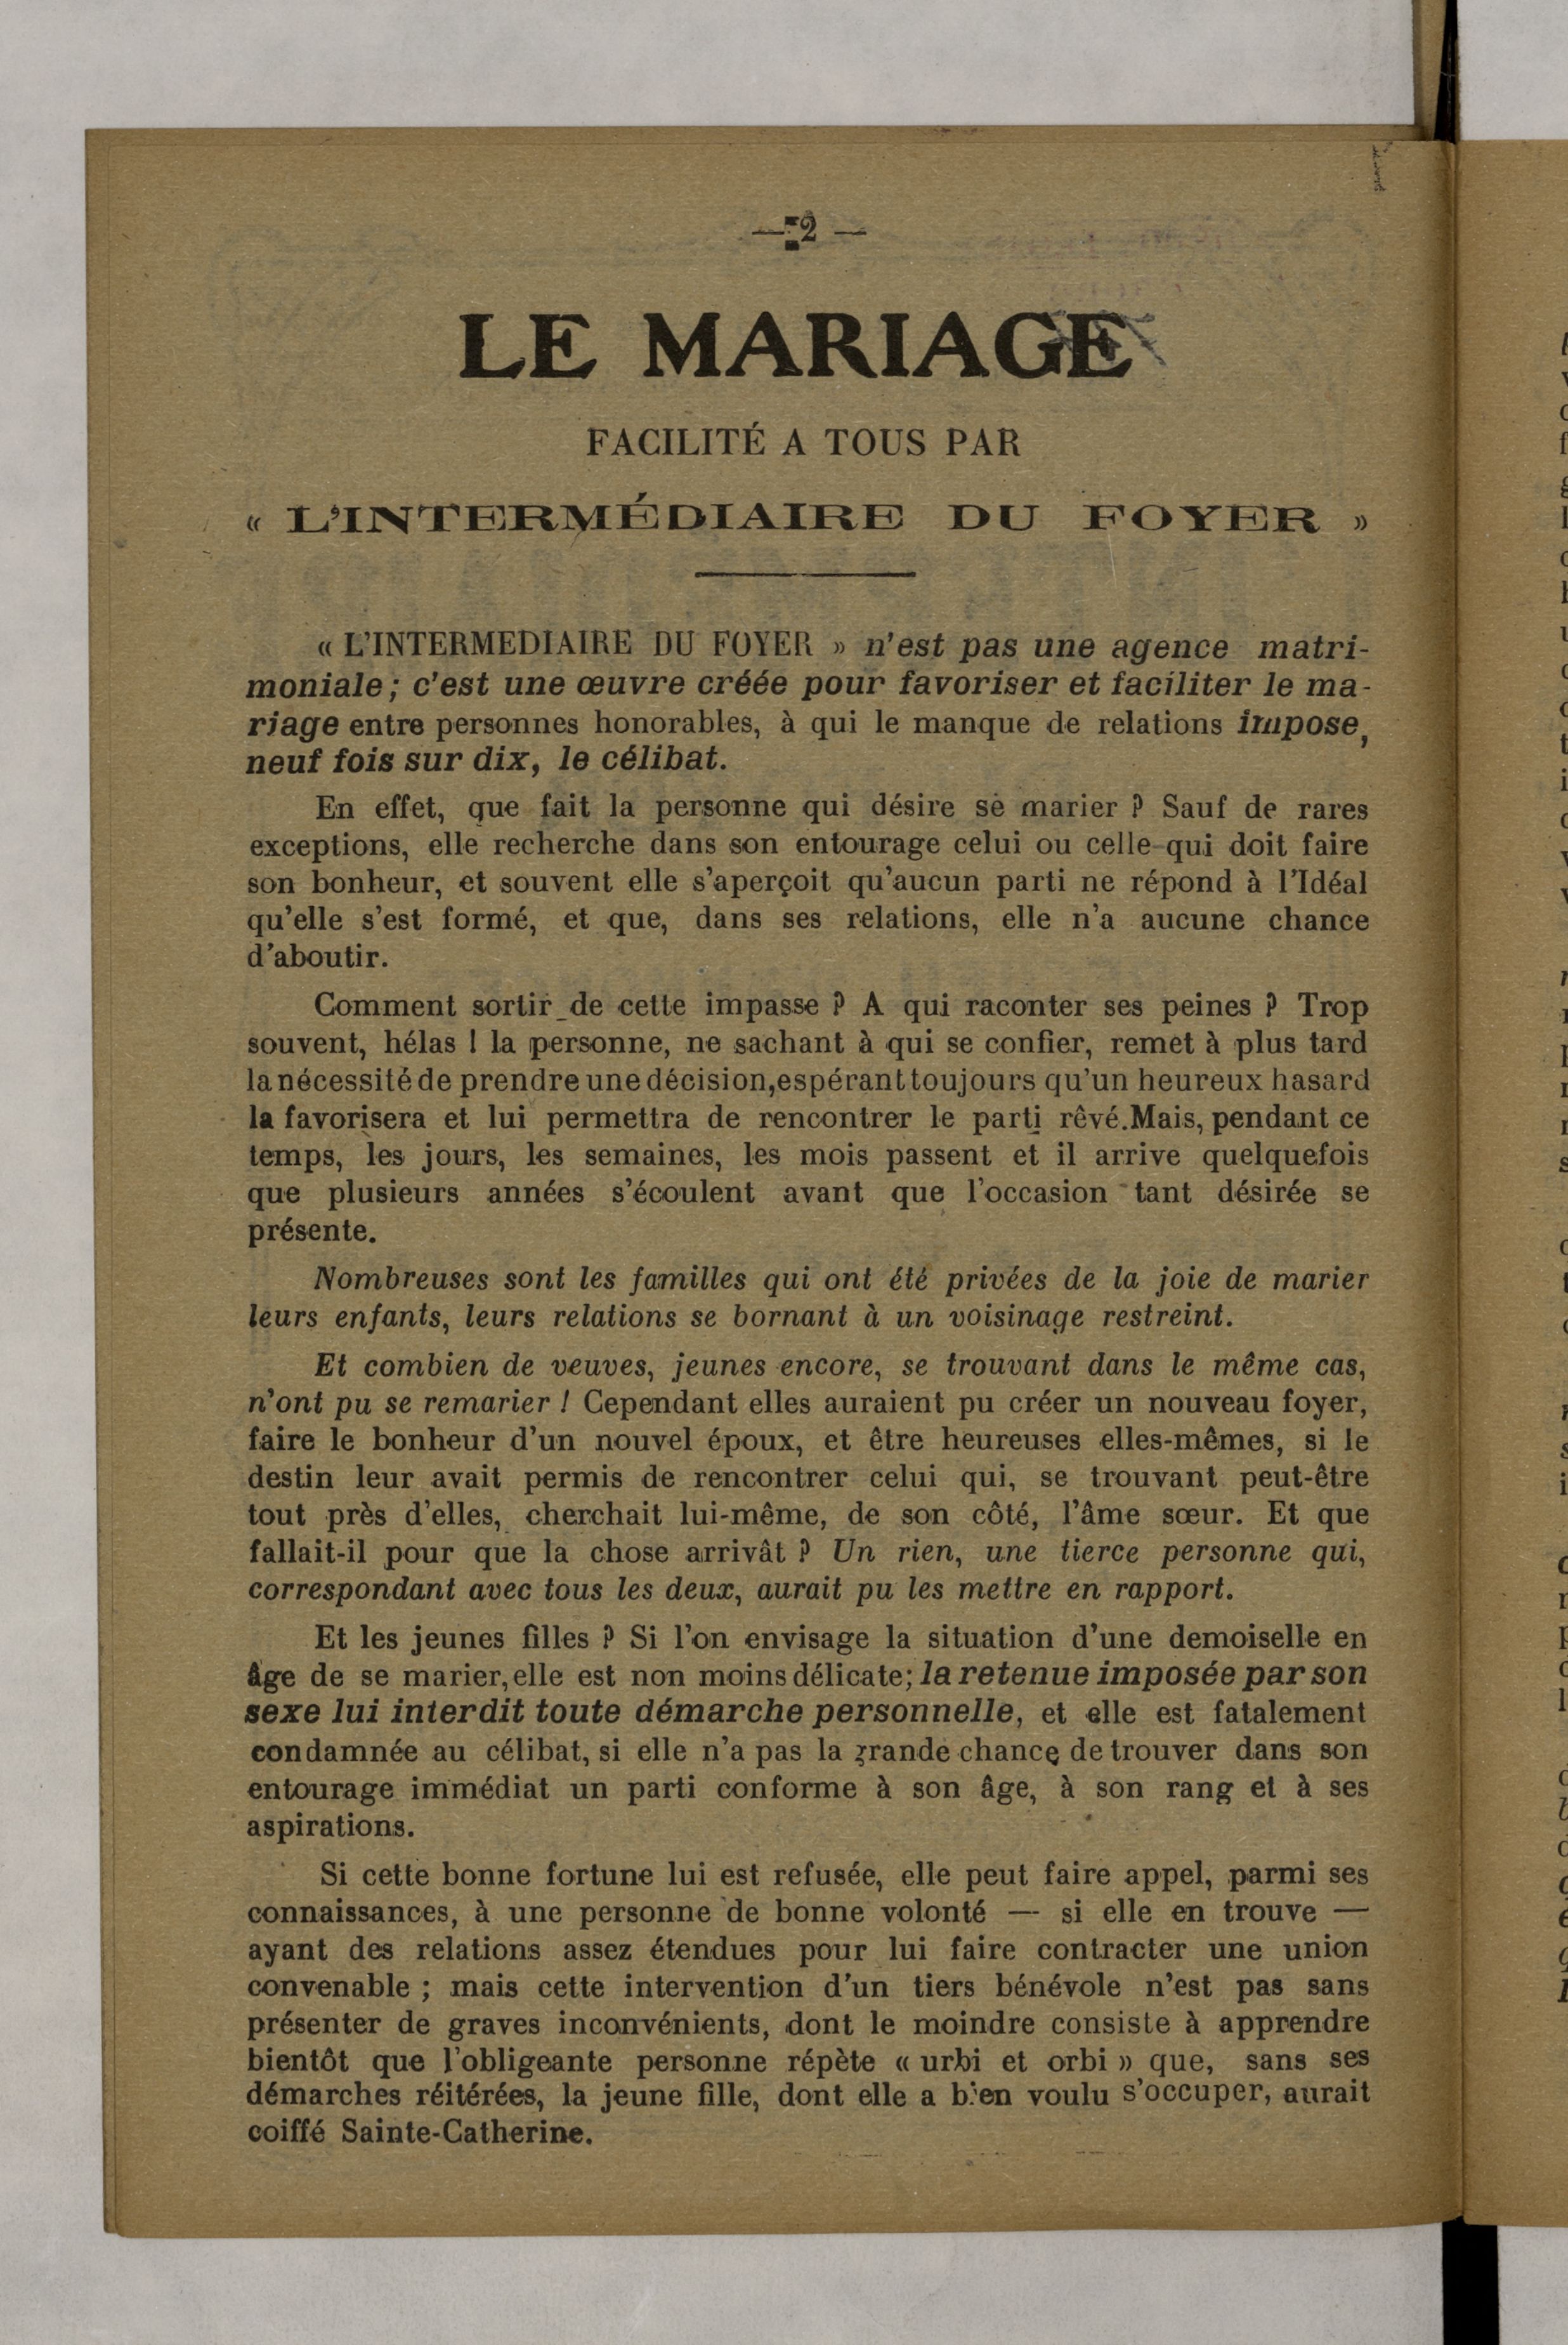 — 2 —
LE MARIAGE
FACILITÉ A TOUS PAR
« L'INTERMÉDIAIRE DU FOYER »
« L'INTERMEDIAIRE DU FOYER » n'est pas une agence matri-
moniale ; c'est une œuvre créée pour favoriser et faciliter le ma-
riage entre personnes honorables, à qui le manque de relations impose,
neuf fois sur dix, le célibat.
En effet, que fait la personne qui désire se marier ? Sauf de rares
exceptions, elle recherche dans son entourage celui ou celle qui doit faire
son bonheur, et souvent elle s'aperçoit qu'aucun parti ne répond à l'Idéal
qu'elle s'est formé, et que, dans ses relations, elle n'a aucune chance
d'aboutir.
Comment sortir de cette impasse ? A qui raconter ses peines ? Trop
souvent, hélas ! la personne, ne sachant à qui se confier, remet à plus tard
la nécessité de prendre une décision, espérant toujours qu'un heureux hasard
la favorisera et lui permettra de rencontrer le parti rêvé. Mais, pendant ce
temps, les jours, les semaines, les mois passent et il arrive quelquefois
que plusieurs années s'écoulent avant que l'occasion tant désirée se
présente.
Nombreuses sont les familles qui ont été privées de la joie de marier
leurs enfants, leurs relations se bornant à un voisinage restreint.
Et combien de veuves, jeunes encore, se trouvant dans le même cas,
n'ont pu se remarier ! Cependant elles auraient pu créer un nouveau foyer,
faire le bonheur d'un nouvel époux, et être heureuses elles-mêmes, si le
destin leur avait permis de rencontrer celui qui, se trouvant peut-être
tout près d'elles, cherchait lui-même, de son côté, l'âme sœur. Et que
fallait-il pour que la chose arrivât ? Un rien, une tierce personne qui,
correspondant avec tous les deux, aurait pu les mettre en rapport.
Et les jeunes filles ? Si l'on envisage la situation d'une demoiselle en
âge de se marier, elle est non moins délicate; la retenue imposée par son
sexe lui interdit toute démarche personnelle, et elle est fatalement
condamnée au célibat, si elle n'a pas la grande chance de trouver dans son
entourage immédiat un parti conforme à son âge, à son rang et à ses
aspirations.
Si cette bonne fortune lui est refusée, elle peut faire appel, parmi ses
connaissances, à une personne de bonne volonté — si elle en trouve —
ayant des relations assez étendues pour lui faire contracter une union
convenable ; mais cette intervention d'un tiers bénévole n'est pas sans
présenter de graves inconvénients, dont le moindre consiste à apprendre
bientôt que l'obligeante personne répète « urbi et orbi » que, sans ses
démarches réitérées, la jeune fille, dont elle a bien voulu s'occuper, aurait
coiffé Sainte-Catherine.